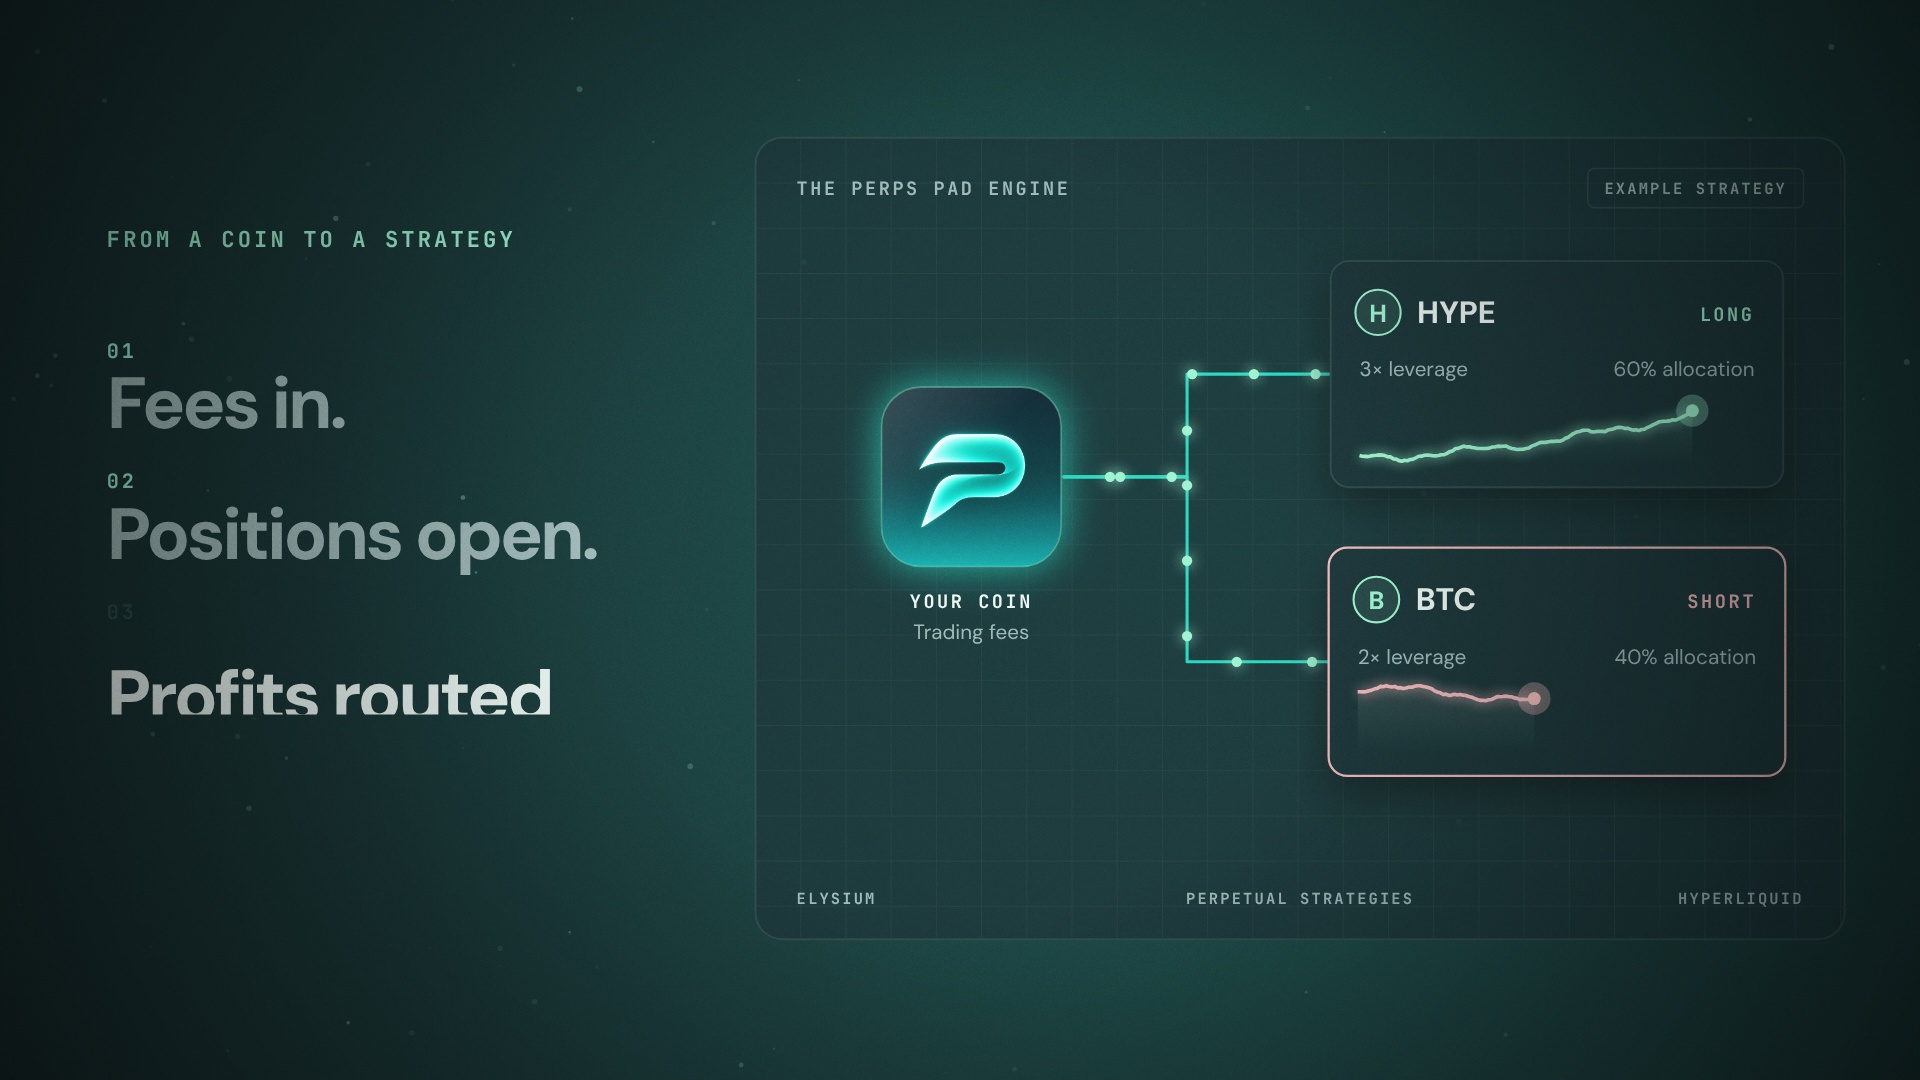 FROM A COIN TO A STRATEGY
01
Fees in.
02
Positions open.
03
Profits routed
THE PERPS PAD ENGINE
EXAMPLE STRATEGY
YOUR COIN
Trading fees
H HYPE LONG
3× leverage 60% allocation
B BTC SHORT
2× leverage 40% allocation
ELYSIUM PERPETUAL STRATEGIES HYPERLIQUID